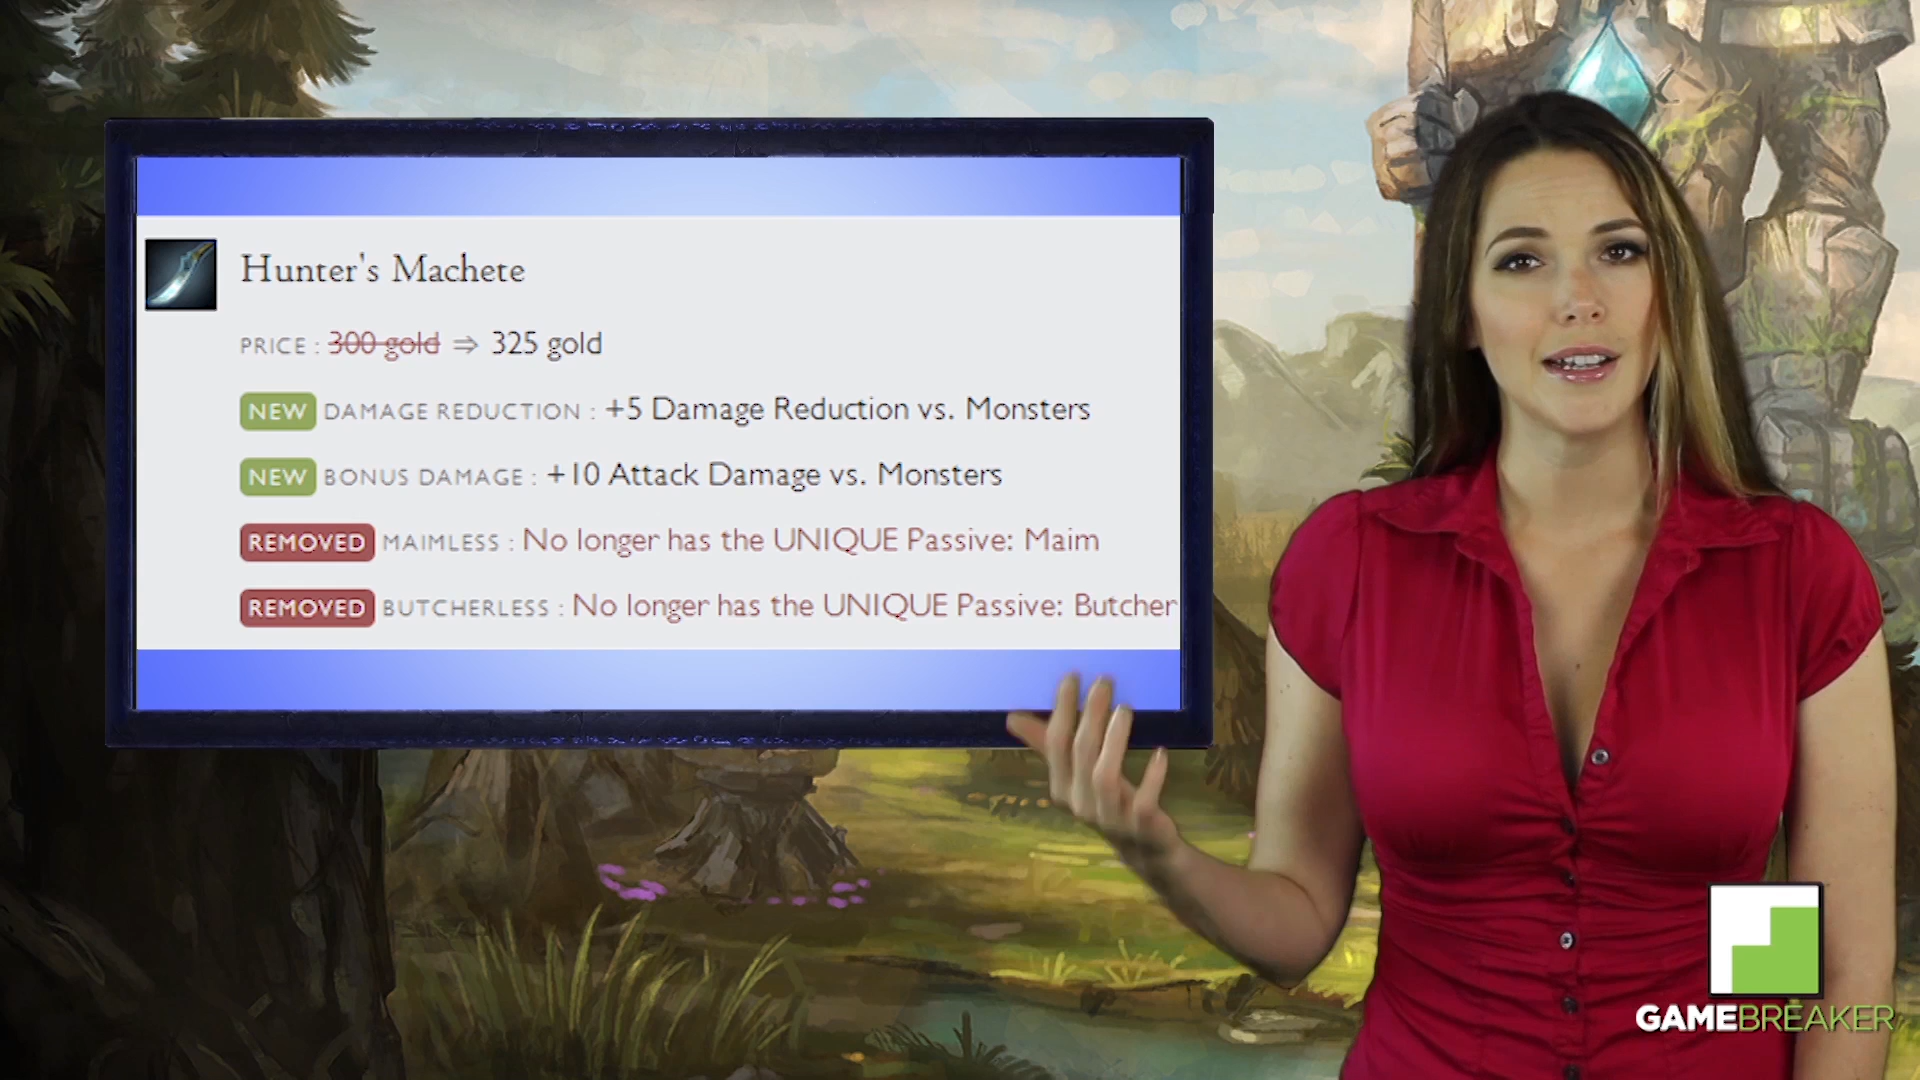 Hunter's Machete
PRICE : 300 gold ⇒ 325 gold
NEW DAMAGE REDUCTION : +5 Damage Reduction vs. Monsters
NEW BONUS DAMAGE : +10 Attack Damage vs. Monsters
REMOVED MAIMLESS : No longer has the UNIQUE Passive: Maim
REMOVED BUTCHERLESS : No longer has the UNIQUE Passive: Butcher
GAMEBREAKER